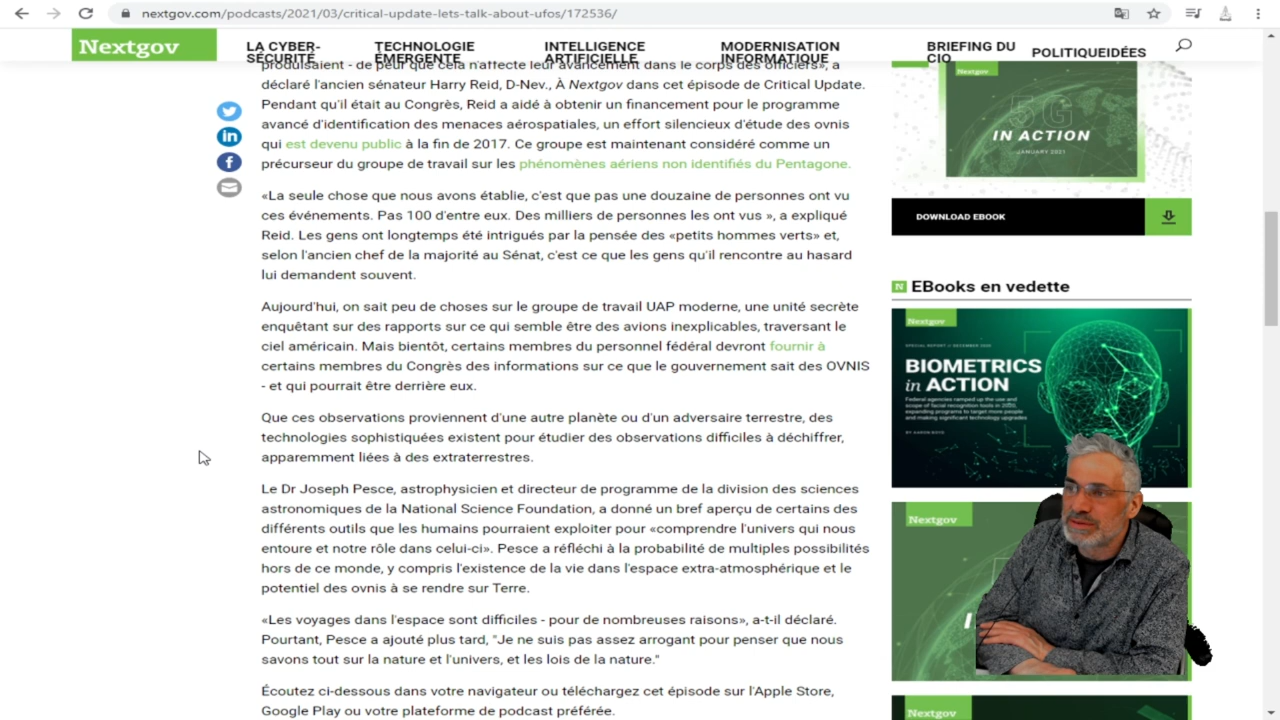 nextgov.com/podcasts/2021/03/critical-update-lets-talk-about-ufos/172536/
Nextgov
LA CYBER-
SÉCURITÉ
TECHNOLOGIE
ÉMERGENTE
INTELLIGENCE
ARTIFICIELLE
MODERNISATION
INFORMATIQUE
BRIEFING DU
CIO
POLITIQUEIDÉES
produisaient - de peur que cela n'affecte leur avancement dans le corps des officiers», a
déclaré l'ancien sénateur Harry Reid, D-Nev., À Nextgov dans cet épisode de Critical Update.
Pendant qu'il était au Congrès, Reid a aidé à obtenir un financement pour le programme
avancé d'identification des menaces aérospatiales, un effort silencieux d'étude des ovnis
qui est devenu public à la fin de 2017. Ce groupe est maintenant considéré comme un
précurseur du groupe de travail sur les phénomènes aériens non identifiés du Pentagone.
«La seule chose que nous avons établie, c'est que pas une douzaine de personnes ont vu
ces événements. Pas 100 d'entre eux. Des milliers de personnes les ont vus », a expliqué
Reid. Les gens ont longtemps été intrigués par la pensée des «petits hommes verts» et,
selon l'ancien chef de la majorité au Sénat, c'est ce que les gens qu'il rencontre au hasard
lui demandent souvent.
Aujourd'hui, on sait peu de choses sur le groupe de travail UAP moderne, une unité secrète
enquêtant sur des rapports sur ce qui semble être des avions inexplicables, traversant le
ciel américain. Mais bientôt, certains membres du personnel fédéral devront fournir à
certains membres du Congrès des informations sur ce que le gouvernement sait des OVNIS
- et qui pourrait être derrière eux.
Que ces observations proviennent d'une autre planète ou d'un adversaire terrestre, des
technologies sophistiquées existent pour étudier des observations difficiles à déchiffrer,
apparemment liées à des extraterrestres.
Le Dr Joseph Pesce, astrophysicien et directeur de programme de la division des sciences
astronomiques de la National Science Foundation, a donné un bref aperçu de certains des
différents outils que les humains pourraient exploiter pour «comprendre l'univers qui nous
entoure et notre rôle dans celui-ci». Pesce a réfléchi à la probabilité de multiples possibilités
hors de ce monde, y compris l'existence de la vie dans l'espace extra-atmosphérique et le
potentiel des ovnis à se rendre sur Terre.
«Les voyages dans l'espace sont difficiles - pour de nombreuses raisons», a-t-il déclaré.
Pourtant, Pesce a ajouté plus tard, "Je ne suis pas assez arrogant pour penser que nous
savons tout sur la nature et l'univers, et les lois de la nature."
Écoutez ci-dessous dans votre navigateur ou téléchargez cet épisode sur l'Apple Store,
Google Play ou votre plateforme de podcast préférée.
Nextgov
5G
IN ACTION
JANUARY 2021
DOWNLOAD EBOOK
N EBooks en vedette
Nextgov
SPECIAL REPORT // DECEMBER 2020
BIOMETRICS
in ACTION
Federal agencies ramped up the use and
scope of facial recognition tools in 2020,
expanding programs to target more people
and making significant technology upgrades
BY AARON BOYD
Nextgov
Nextgov